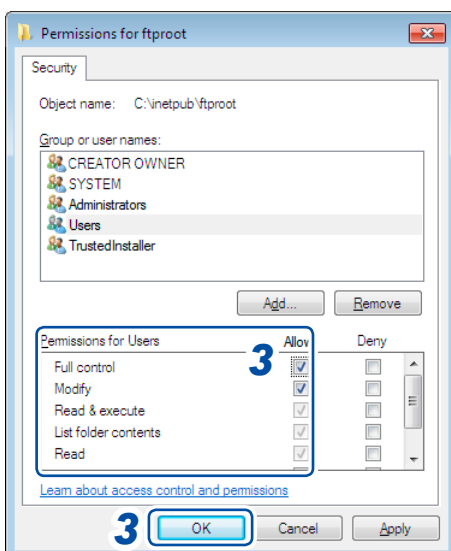 Permissions for ftproot
Security
Object name: C:\inetpub\ftproot
Group or user names:
CREATOR OWNER
SYSTEM
Administrators
Users
TrustedInstaller
Add... Remove
Permissions for Users Allow Deny
3
Full control
Modify
Read & execute
List folder contents
Read
Learn about access control and permissions
3 OK Cancel Apply